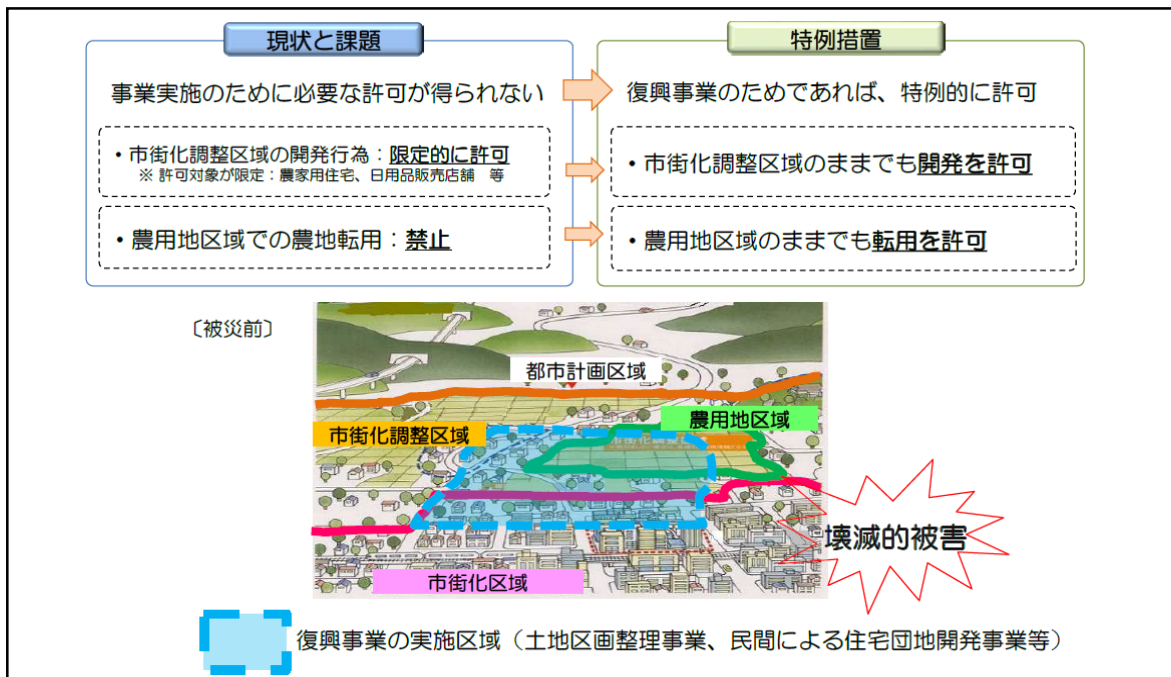 現状と課題
事業実施のために必要な許可が得られない
・市街化調整区域の開発行為：限定的に許可
※ 許可対象が限定：農家用住宅、日用品販売店舗 等
・農用地区域での農地転用：禁止
特例措置
復興事業のためであれば、特例的に許可
・市街化調整区域のままでも開発を許可
・農用地区域のままでも転用を許可
〔被災前〕
都市計画区域
農用地区域
市街化調整区域
壊滅的被害
市街化区域
復興事業の実施区域（土地区画整理事業、民間による住宅団地開発事業等）